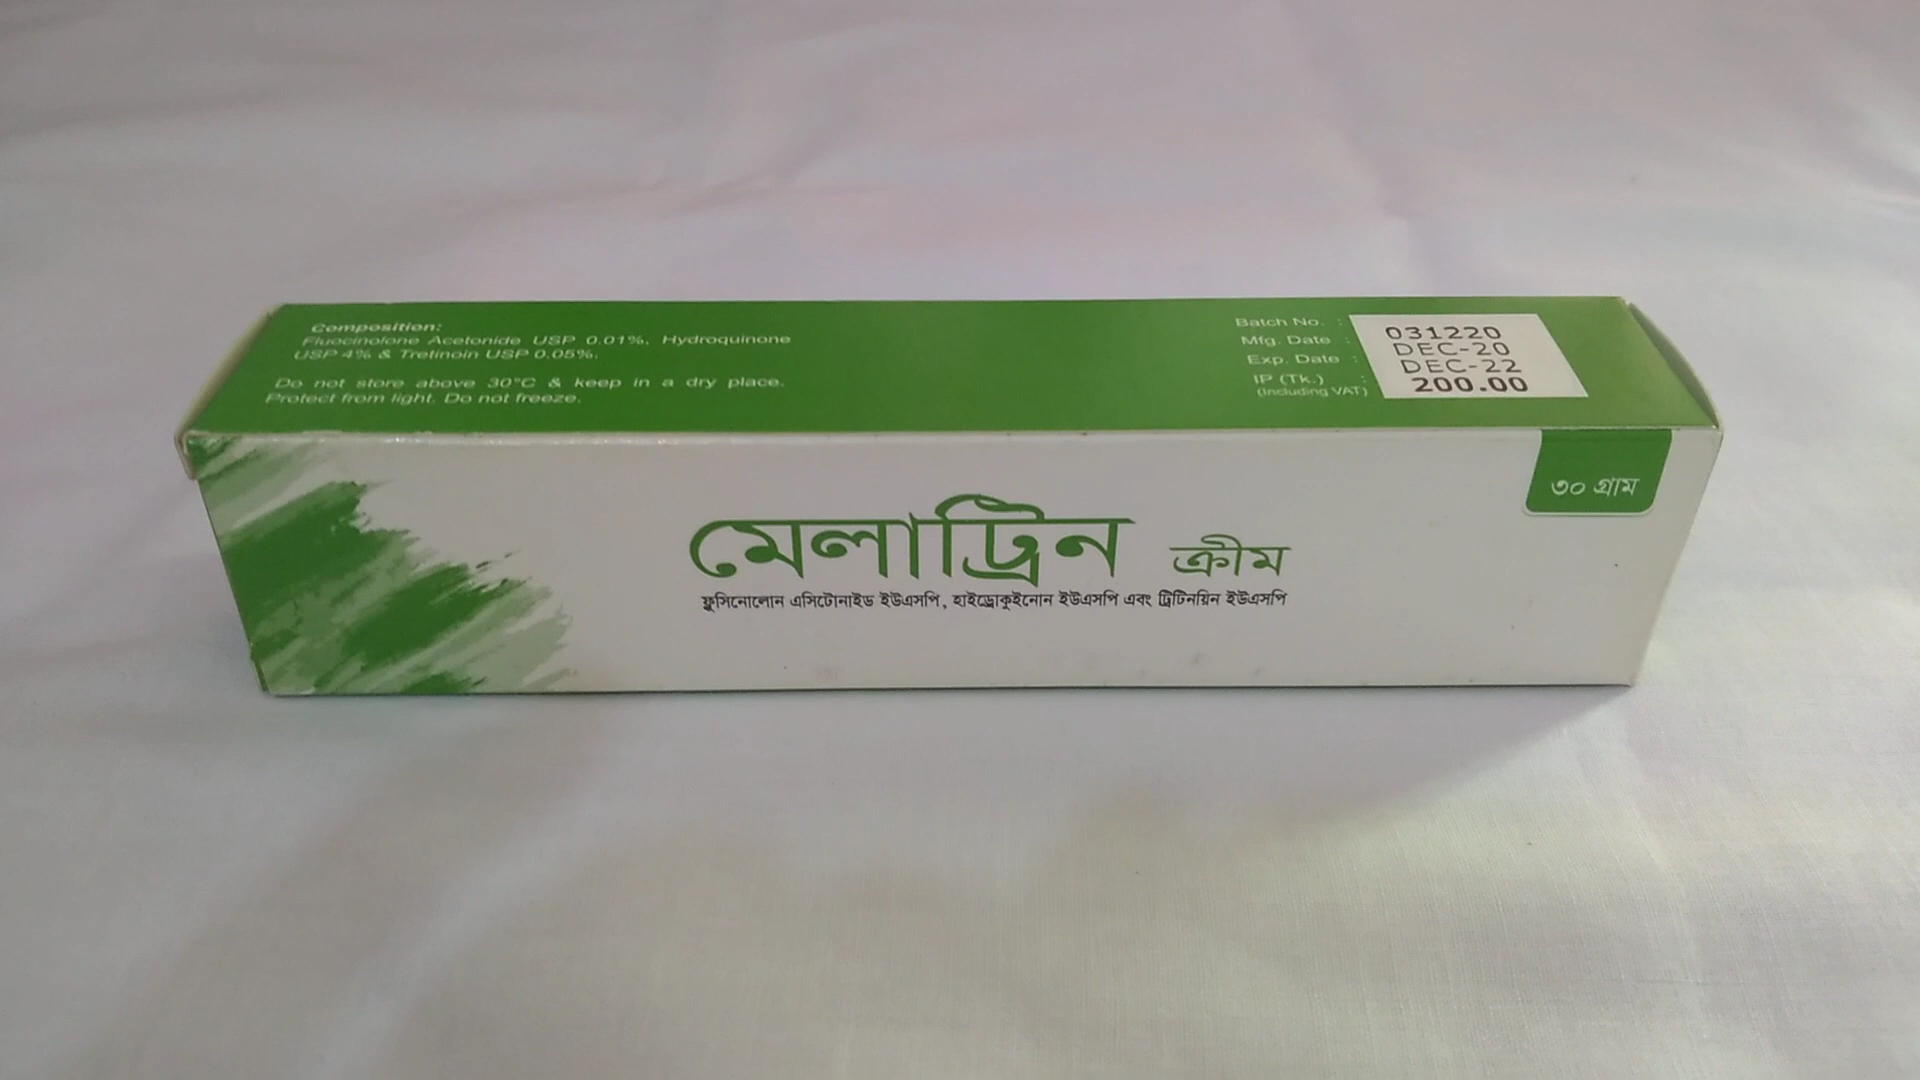 Composition:
Fluocinolone Acetonide USP 0.01%, Hydroquinone
USP 4% & Tretinoin USP 0.05%.
Do not store above 30°C & keep in a dry place.
Protect from light. Do not freeze.
Batch No. : 031220
Mfg. Date : DEC-20
Exp. Date : DEC-22
IP (Tk.) : 200.00
(Including VAT)
৩০ গ্রাম
মেলাট্রিন ক্রীম
ফ্লুসিনোলোন এসিটোনাইড ইউএসপি, হাইড্রোকুইনোন ইউএসপি এবং ট্রিটিনয়িন ইউএসপি